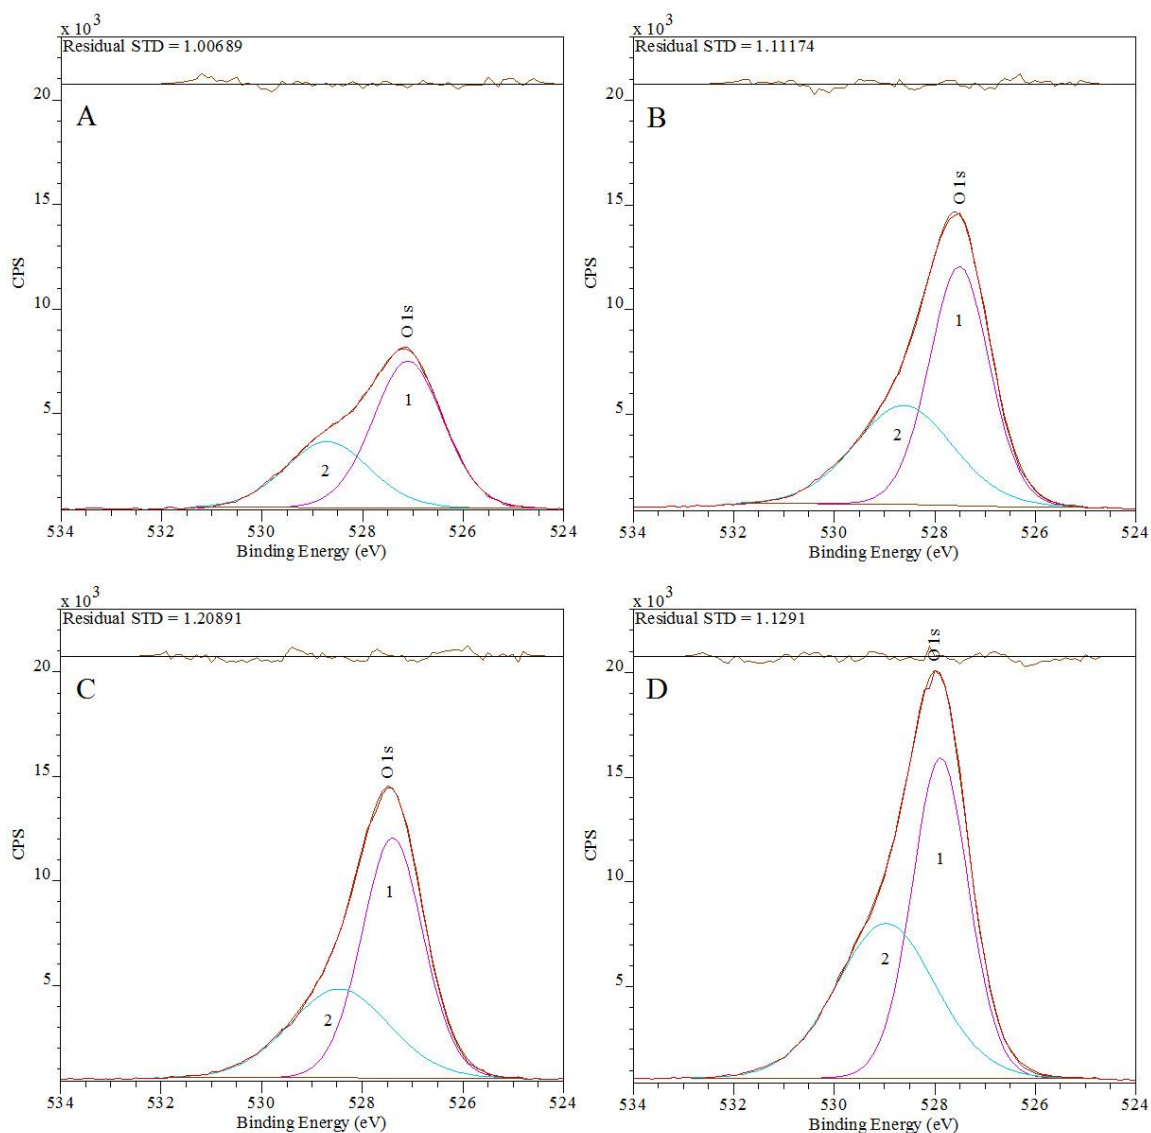 x 10³
Residual STD = 1.00689
A
20
15
10
5
CPS
O 1s
1
2
534 532 530 528 526 524
Binding Energy (eV)
x 10³
Residual STD = 1.11174
B
20
15
10
5
CPS
O 1s
1
2
534 532 530 528 526 524
Binding Energy (eV)
x 10³
Residual STD = 1.20891
C
20
15
10
5
CPS
O 1s
1
2
534 532 530 528 526 524
Binding Energy (eV)
x 10³
Residual STD = 1.1291
D
20
15
10
5
CPS
O 1s
1
2
534 532 530 528 526 524
Binding Energy (eV)